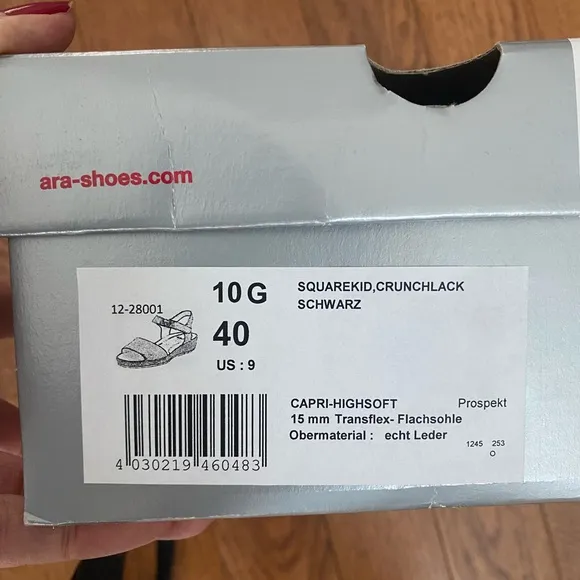 ara-shoes.com
12-28001
10 G
40
US : 9
SQUAREKID,CRUNCHLACK
SCHWARZ
CAPRI-HIGHSOFT Prospekt
15 mm Transflex- Flachsohle
Obermaterial : echt Leder
1245 253
O
4 030219 460483